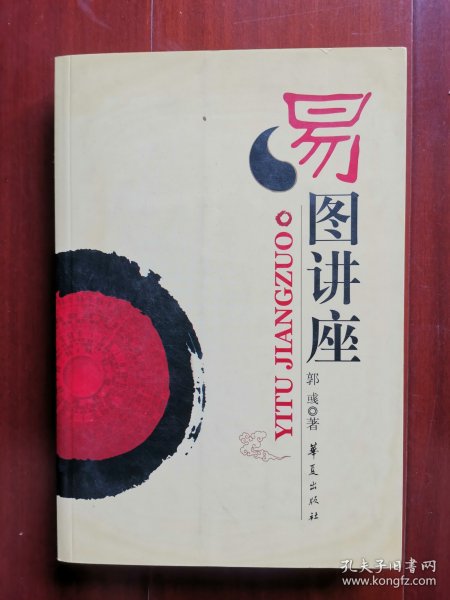 易图讲座
YITU JIANGZUO
郭彧◎著
華夏出版社
孔夫子旧书网
www.kongfz.com